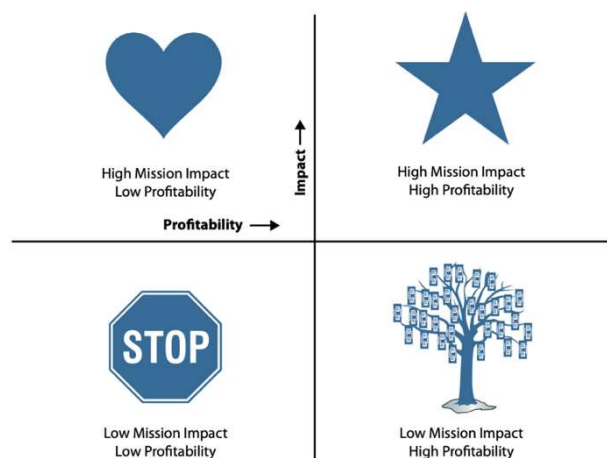 High Mission Impact
Low Profitability
High Mission Impact
High Profitability
Impact
Profitability
STOP
Low Mission Impact
Low Profitability
Low Mission Impact
High Profitability